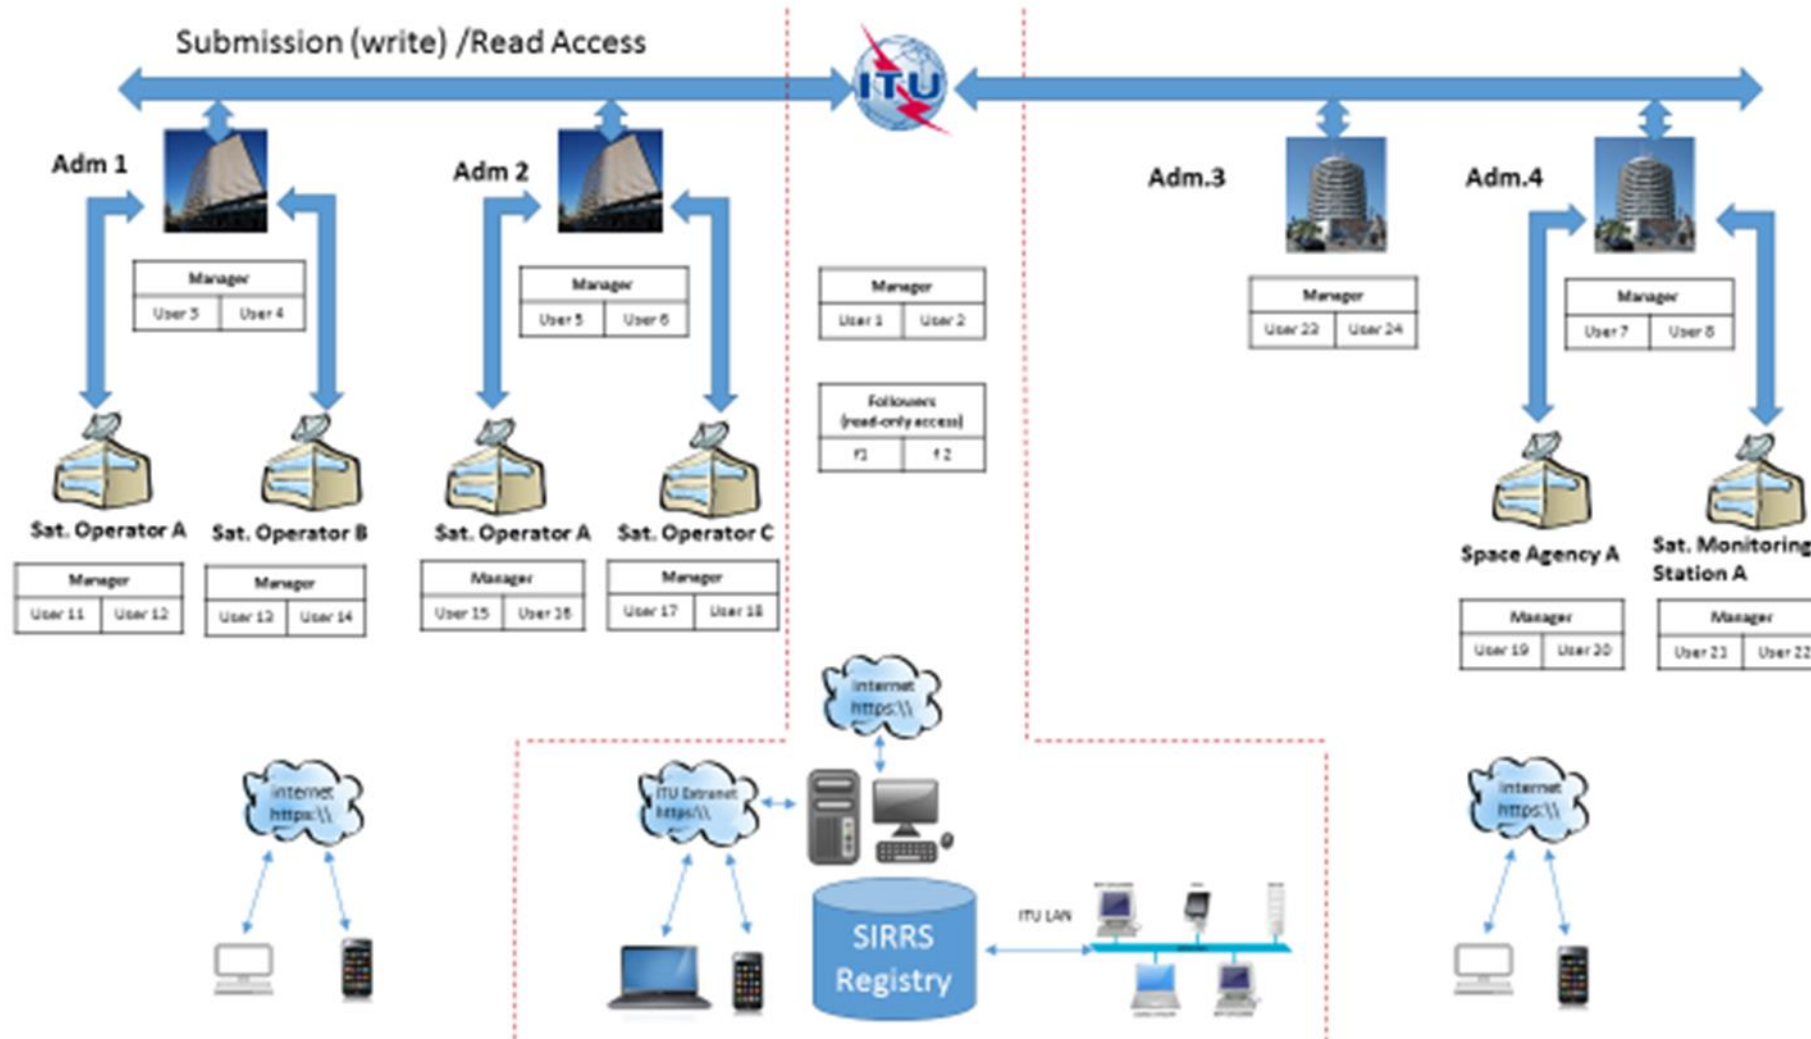 Submission (write) /Read Access
ITU
Adm 1
Adm 2
Adm.3
Adm.4
Manager
User 3
User 4
Manager
User 5
User 6
Manager
User 1
User 2
Manager
User 23
User 24
Manager
User 7
User 8
Followers
(read-only access)
f1
f 2
Sat. Operator A
Sat. Operator B
Sat. Operator A
Sat. Operator C
Space Agency A
Sat. Monitoring
Station A
Manager
User 11
User 12
Manager
User 13
User 14
Manager
User 15
User 16
Manager
User 17
User 18
Manager
User 19
User 20
Manager
User 21
User 22
Internet
https:\\
Internet
https:\\
ITU Extranet
https\\
Internet
https:\\
SIRRS
Registry
ITU LAN